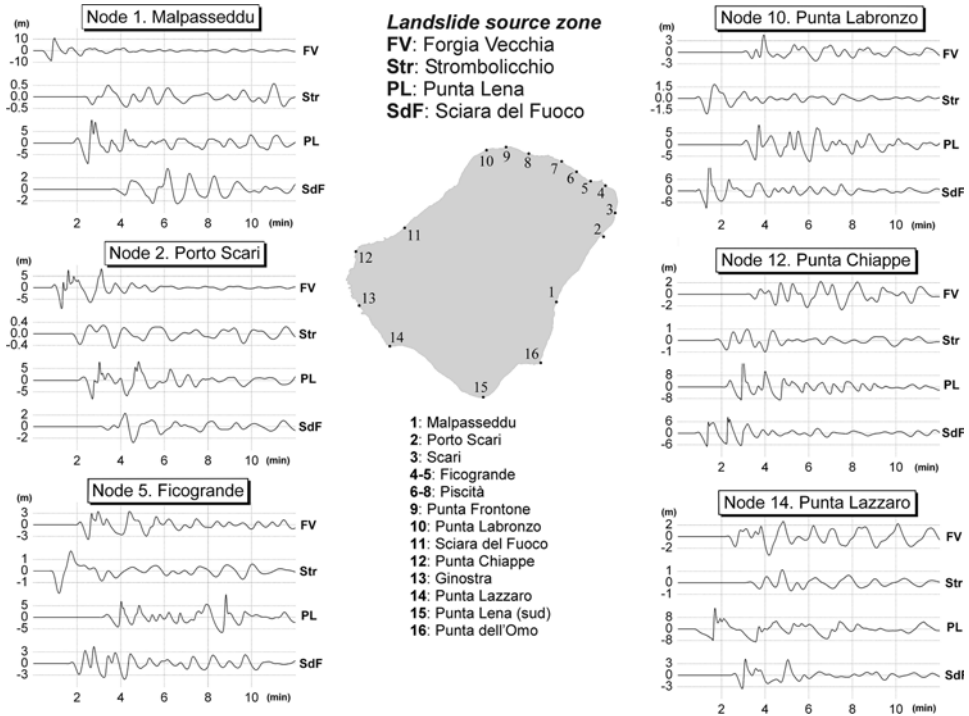 (m)
Node 1. Malpasseddu
10
0
-10
FV
0.5
0.0
-0.5
Str
5
0
-5
PL
2
0
-2
SdF
2 4 6 8 10 (min)
(m)
Node 2. Porto Scari
5
0
-5
FV
0.4
0.0
-0.4
Str
5
0
-5
PL
2
0
-2
SdF
2 4 6 8 10 (min)
(m)
Node 5. Ficogrande
3
0
-3
FV
1
0
-1
Str
5
0
-5
PL
3
0
-3
SdF
2 4 6 8 10 (min)
Landslide source zone
FV: Forgia Vecchia
Str: Strombolicchio
PL: Punta Lena
SdF: Sciara del Fuoco
10 9 8 7 6 5 4 3 2 1 11 12 13 14 15 16
1: Malpasseddu
2: Porto Scari
3: Scari
4-5: Ficogrande
6-8: Piscità
9: Punta Frontone
10: Punta Labronzo
11: Sciara del Fuoco
12: Punta Chiappe
13: Ginostra
14: Punta Lazzaro
15: Punta Lena (sud)
16: Punta dell'Omo
(m)
Node 10. Punta Labronzo
3
0
-3
FV
1.5
0.0
-1.5
Str
5
0
-5
PL
6
0
-6
SdF
2 4 6 8 10 (min)
(m)
Node 12. Punta Chiappe
2
0
-2
FV
1
0
-1
Str
8
0
-8
PL
6
0
-6
SdF
2 4 6 8 10 (min)
(m)
Node 14. Punta Lazzaro
2
0
-2
FV
1
0
-1
Str
8
0
-8
PL
3
0
-3
SdF
2 4 6 8 10 (min)